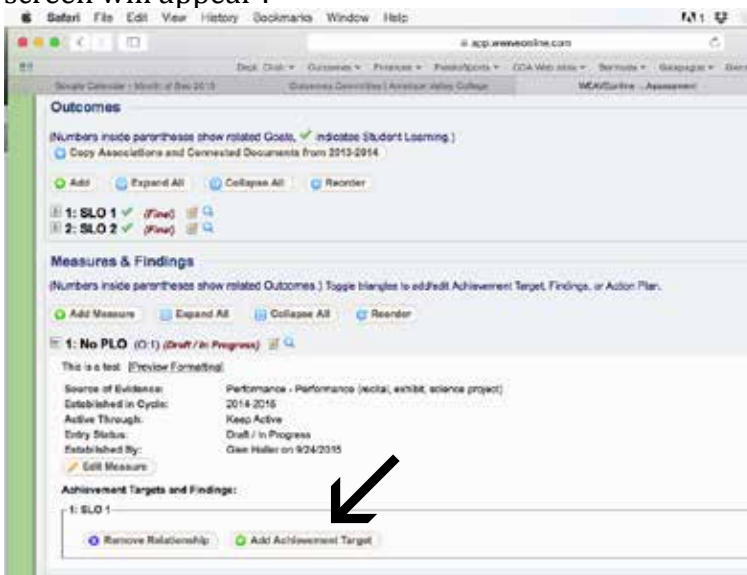 screen will appear :
Safari File Edit View History Bookmarks Window Help
app.weaveonline.com
Outcomes
(Numbers inside parentheses show related Goals, ✓ indicates Student Learning.)
Copy Associations and Connected Documents from 2013-2014
Add Expand All Collapse All Reorder
1: SLO 1 ✓ (Final)
2: SLO 2 ✓ (Final)
Measures & Findings
(Numbers inside parentheses show related Outcomes.) Toggle triangles to add/edit Achievement Target, Findings, or Action Plan.
Add Measure Expand All Collapse All Reorder
1: No PLO (O:1) (Draft / In Progress)
This is a test [Preview Formatting]
Source of Evidence: Performance - Performance (recital, exhibit, science project)
Established in Cycle: 2014-2015
Active Through: Keep Active
Entry Status: Draft / In Progress
Established By: on 9/24/2015
Edit Measure
Achievement Targets and Findings:
1: SLO 1
Remove Relationship Add Achievement Target